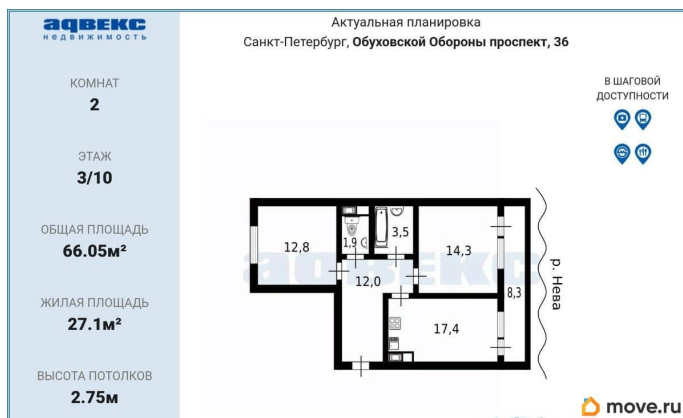 адвекс
НЕДВИЖИМОСТЬ
Актуальная планировка
Санкт-Петербург, Обуховской Обороны проспект, 36
КОМНАТ
2
ЭТАЖ
3/10
ОБЩАЯ ПЛОЩАДЬ
66.05м²
ЖИЛАЯ ПЛОЩАДЬ
27.1м²
ВЫСОТА ПОТОЛКОВ
2.75м
В ШАГОВОЙ
ДОСТУПНОСТИ
12,8
1,9
3,5
14,3
12,0
8,3
17,4
р. Нева
адвекс
move.ru